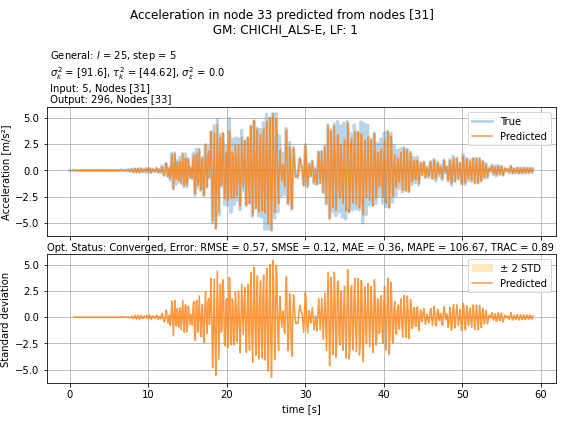 Acceleration in node 33 predicted from nodes [31]
GM: CHICHI_ALS-E, LF: 1
General: l = 25, step = 5
σ²ₖ = [91.6], τ²ₖ = [44.62], σ²ε = 0.0
Input: 5, Nodes [31]
Output: 296, Nodes [33]
Acceleration [m/s²]
5.0
2.5
0.0
−2.5
−5.0
True
Predicted
Opt. Status: Converged, Error: RMSE = 0.57, SMSE = 0.12, MAE = 0.36, MAPE = 106.67, TRAC = 0.89
Standard deviation
5.0
2.5
0.0
−2.5
−5.0
± 2 STD
Predicted
0 10 20 30 40 50 60
time [s]